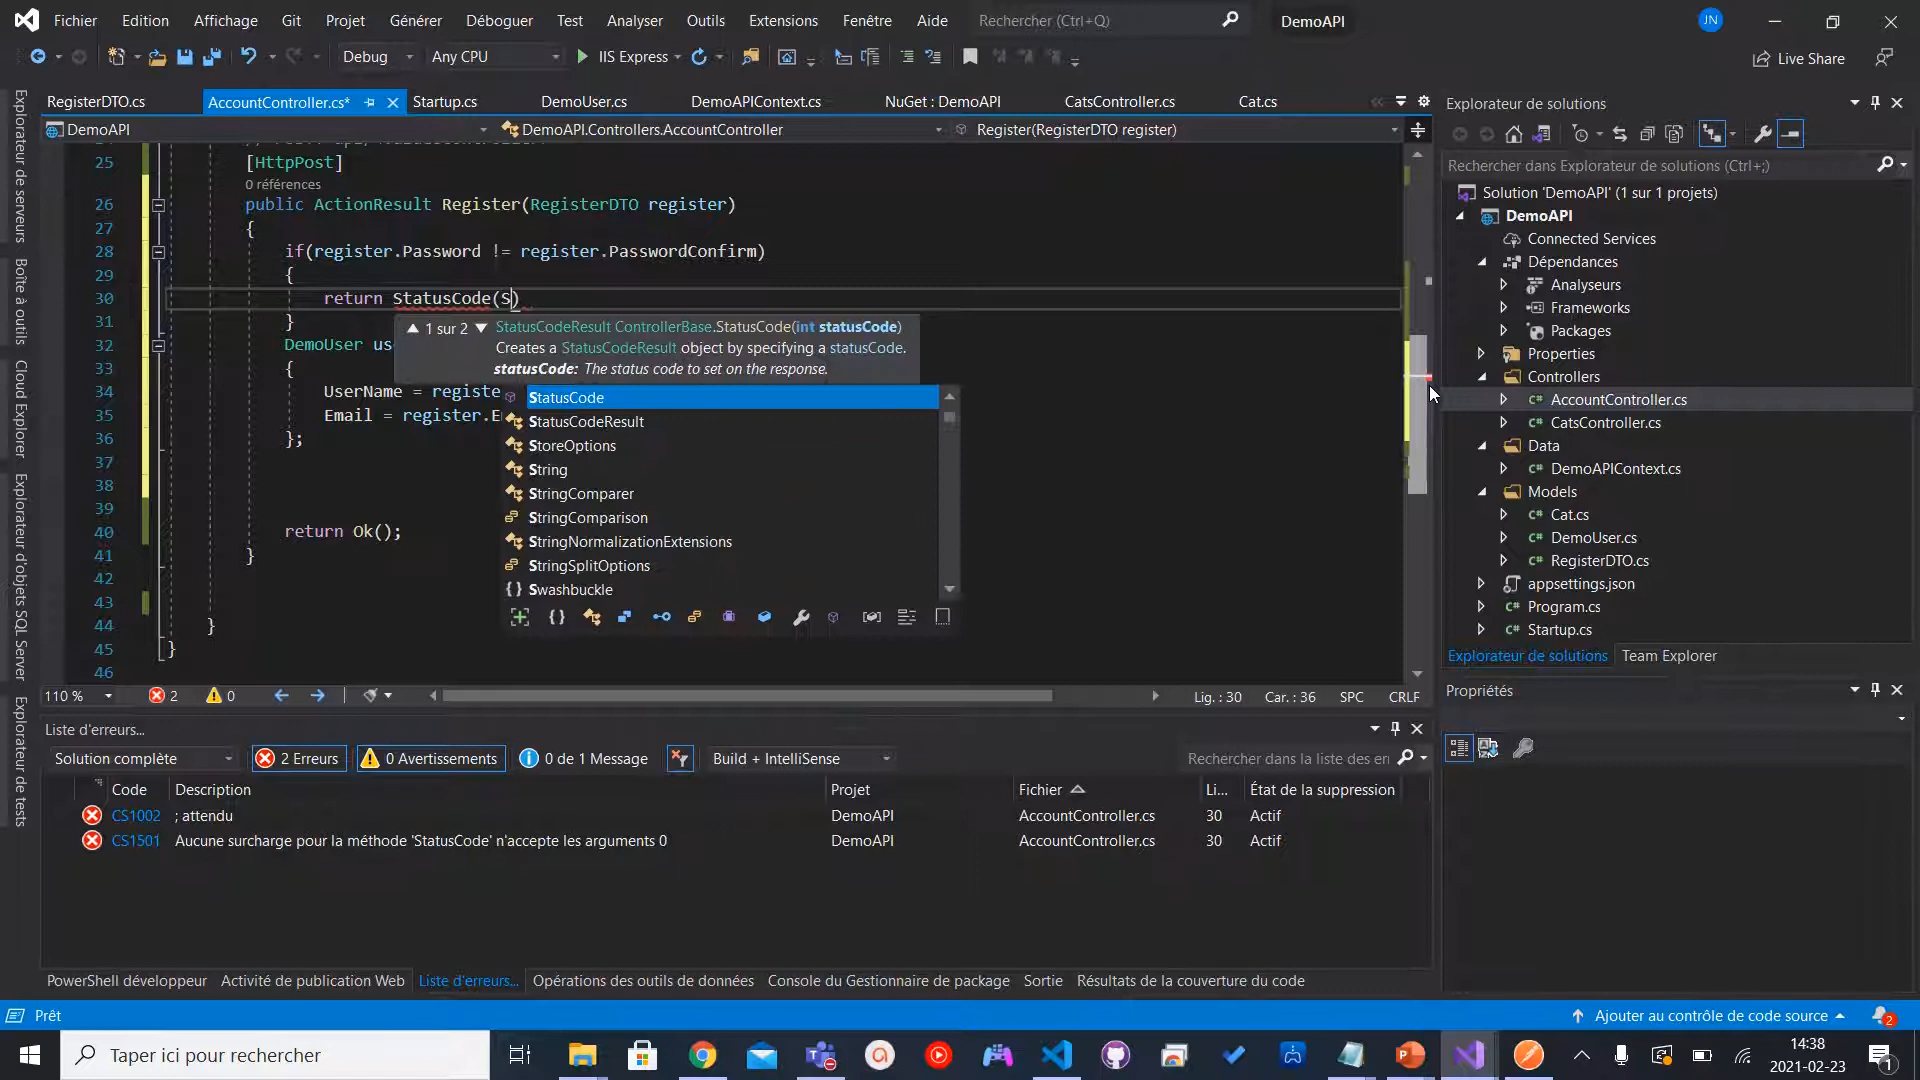 Fichier Edition Affichage Git Projet Générer Déboguer Test Analyser Outils Extensions Fenêtre Aide Rechercher (Ctrl+Q) DemoAPI JN
Debug Any CPU IIS Express Live Share
RegisterDTO.cs AccountController.cs* Startup.cs DemoUser.cs DemoAPIContext.cs NuGet : DemoAPI CatsController.cs Cat.cs
DemoAPI DemoAPI.Controllers.AccountController Register(RegisterDTO register)
25 [HttpPost]
0 références
26 public ActionResult Register(RegisterDTO register)
27 {
28 if(register.Password != register.PasswordConfirm)
29 {
30 return StatusCode(S)
31 }
1 sur 2 StatusCodeResult ControllerBase.StatusCode(int statusCode)
Creates a StatusCodeResult object by specifying a statusCode.
statusCode: The status code to set on the response.
32 DemoUser us
33 {
34 UserName = registe
35 Email = register.E
36 };
37
38
39
40 return Ok();
41 }
42
43
44 }
45 }
46
StatusCode
StatusCodeResult
StoreOptions
String
StringComparer
StringComparison
StringNormalizationExtensions
StringSplitOptions
Swashbuckle
110 % 2 0 Lig. : 30 Car. : 36 SPC CRLF
Explorateur de serveurs
Boîte à outils
Cloud Explorer
Explorateur d'objets SQL Server
Explorateur de tests
Explorateur de solutions
Rechercher dans Explorateur de solutions (Ctrl+;)
Solution 'DemoAPI' (1 sur 1 projets)
DemoAPI
Connected Services
Dépendances
Analyseurs
Frameworks
Packages
Properties
Controllers
AccountController.cs
CatsController.cs
Data
DemoAPIContext.cs
Models
Cat.cs
DemoUser.cs
RegisterDTO.cs
appsettings.json
Program.cs
Startup.cs
Explorateur de solutions Team Explorer
Propriétés
Liste d'erreurs...
Solution complète 2 Erreurs 0 Avertissements 0 de 1 Message Build + IntelliSense Rechercher dans la liste des en
Code Description Projet Fichier Li... État de la suppression
CS1002 ; attendu DemoAPI AccountController.cs 30 Actif
CS1501 Aucune surcharge pour la méthode 'StatusCode' n'accepte les arguments 0 DemoAPI AccountController.cs 30 Actif
PowerShell développeur Activité de publication Web Liste d'erreurs... Opérations des outils de données Console du Gestionnaire de package Sortie Résultats de la couverture du code
Prêt Ajouter au contrôle de code source 2
Taper ici pour rechercher 14:38
2021-02-23 1